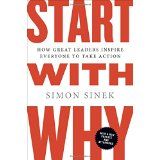 START
HOW GREAT LEADERS INSPIRE
EVERYONE TO TAKE ACTION
WITH
SIMON SINEK
WHY